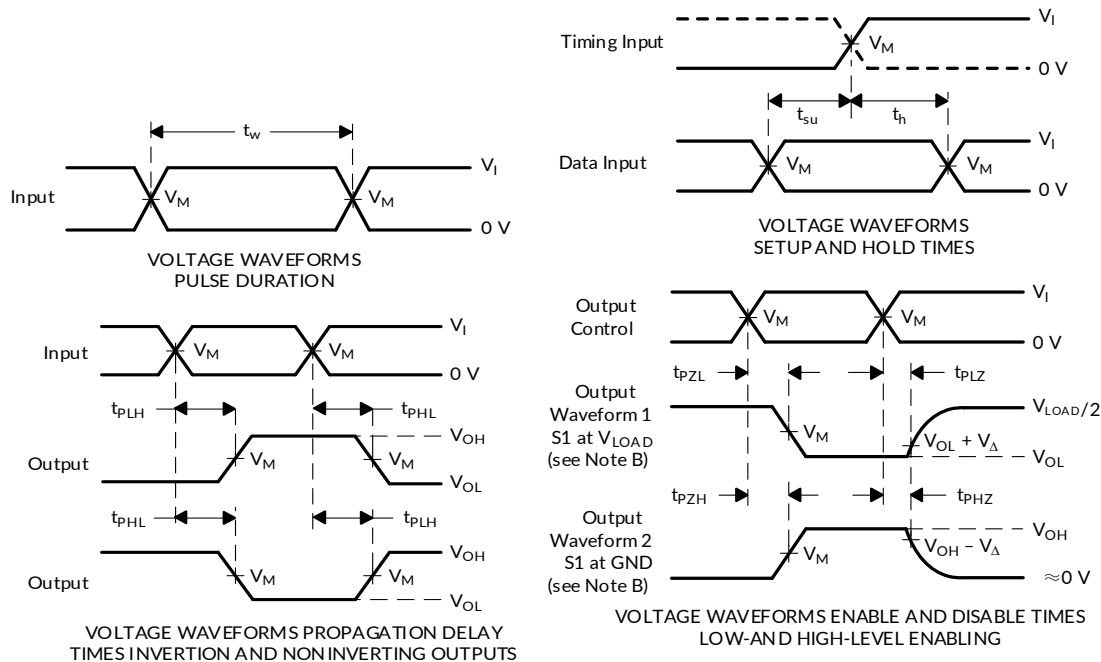 t_w
V_I
Input
V_M
V_M
0 V
VOLTAGE WAVEFORMS
PULSE DURATION
Timing Input
V_I
V_M
0 V
t_su
t_h
Data Input
V_I
V_M
V_M
0 V
VOLTAGE WAVEFORMS
SETUP AND HOLD TIMES
Input
V_I
V_M
V_M
0 V
t_PLH
t_PHL
Output
V_OH
V_M
V_M
V_OL
t_PHL
t_PLH
Output
V_OH
V_M
V_M
V_OL
VOLTAGE WAVEFORMS PROPAGATION DELAY
TIMES INVERTION AND NONINVERTING OUTPUTS
Output
Control
V_I
V_M
V_M
0 V
t_PZL
t_PLZ
Output
Waveform 1
S1 at V_LOAD
(see Note B)
V_LOAD/2
V_M
V_OL + V_Δ
V_OL
t_PZH
t_PHZ
Output
Waveform 2
S1 at GND
(see Note B)
V_OH
V_M
V_OH – V_Δ
≈0 V
VOLTAGE WAVEFORMS ENABLE AND DISABLE TIMES
LOW-AND HIGH-LEVEL ENABLING